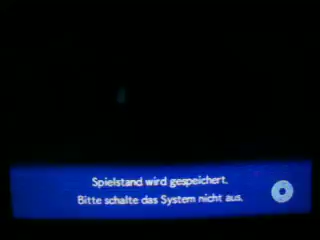 Spielstand wird gespeichert.
Bitte schalte das System nicht aus.